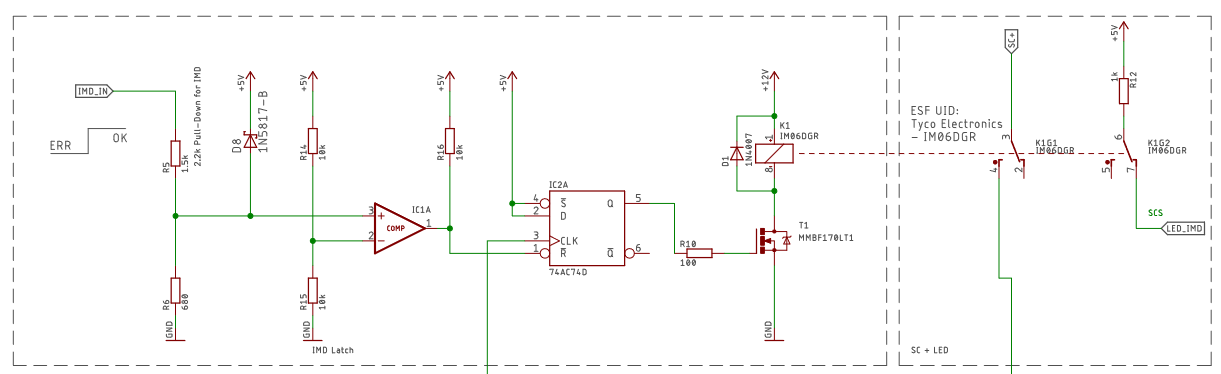 IMD_IN
ERR
OK
2.2k Pull-Down for IMD
R5
1.5k
R6
680
GND
+5V
D8
1N5817-B
+5V
R14
10k
R15
10k
GND
IMD Latch
3
2
+
-
COMP
IC1A
1
+5V
R16
10k
+5V
IC2A
4
2
3
1
S
D
CLK
R
Q
Q
5
6
74AC74D
R10
100
+12V
K1
IM06DGR
1
8
D1
1N4007
T1
MMBF170LT1
GND
SC+
ESF UID:
Tyco Electronics
- IM06DGR
3
4
2
K1G1
IM06DGR
+5V
1k
R12
6
5
7
K1G2
IM06DGR
SCS
LED_IMD
SC + LED